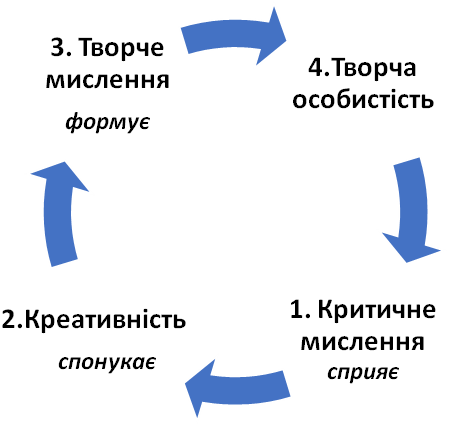 3. Творче
мислення
формує
4.Творча
особистість
1. Критичне
мислення
сприяє
2.Креативність
спонукає